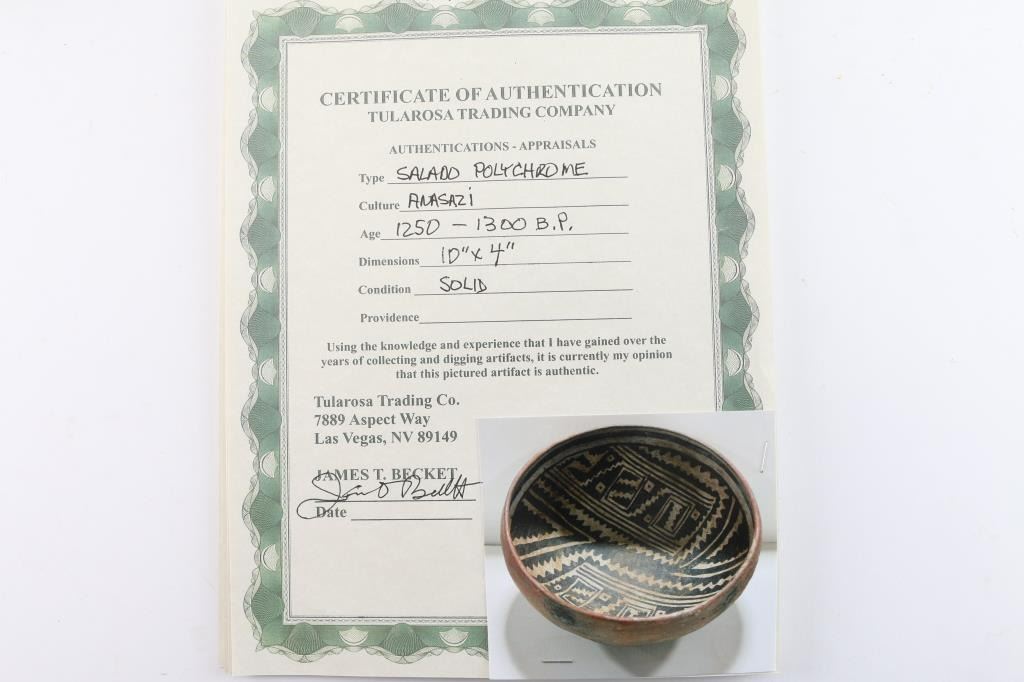 CERTIFICATE OF AUTHENTICATION
TULAROSA TRADING COMPANY
AUTHENTICATIONS - APPRAISALS
Type SALADO POLYCHROME
Culture ANASAZI
Age 1250 - 1300 B.P.
Dimensions 10" x 4"
Condition SOLID
Providence
Using the knowledge and experience that I have gained over the
years of collecting and digging artifacts, it is currently my opinion
that this pictured artifact is authentic.
Tularosa Trading Co.
7889 Aspect Way
Las Vegas, NV 89149
JAMES T. BECKET
Date